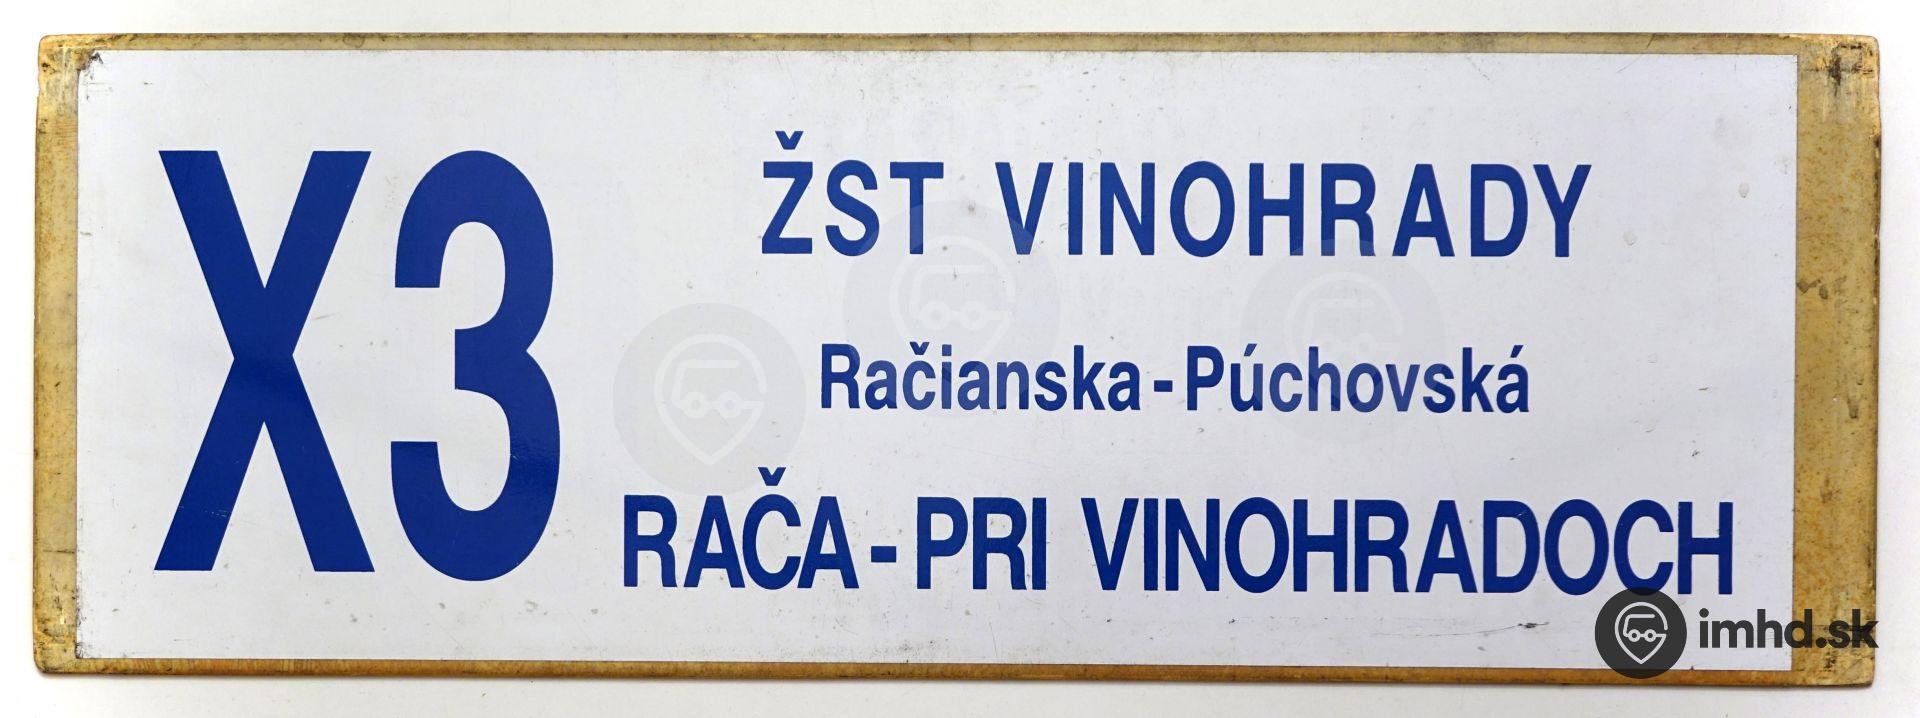 X3
ŽST VINOHRADY
Račianska-Púchovská
RAČA-PRI VINOHRADOCH
imhd.sk